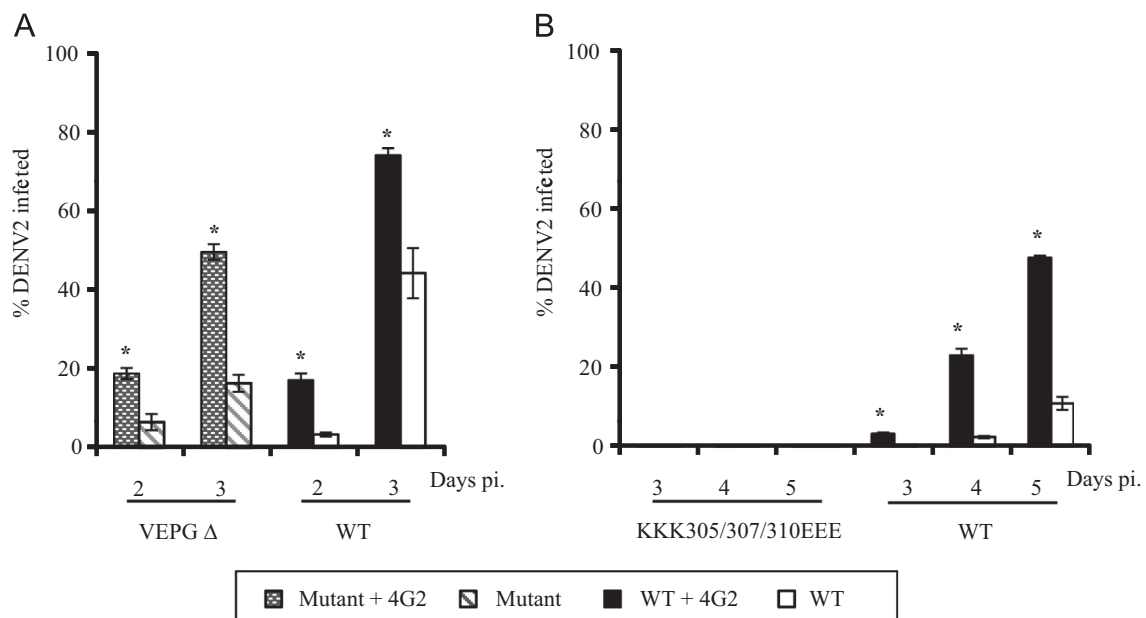 A
B
100
80
60
40
20
0
% DENV2 infeted
* * * *
2 3 2 3 Days pi.
VEPG Δ WT
100
80
60
40
20
0
% DENV2 infeted
* * *
3 4 5 3 4 5 Days pi.
KKK305/307/310EEE WT
Mutant + 4G2 Mutant WT + 4G2 WT